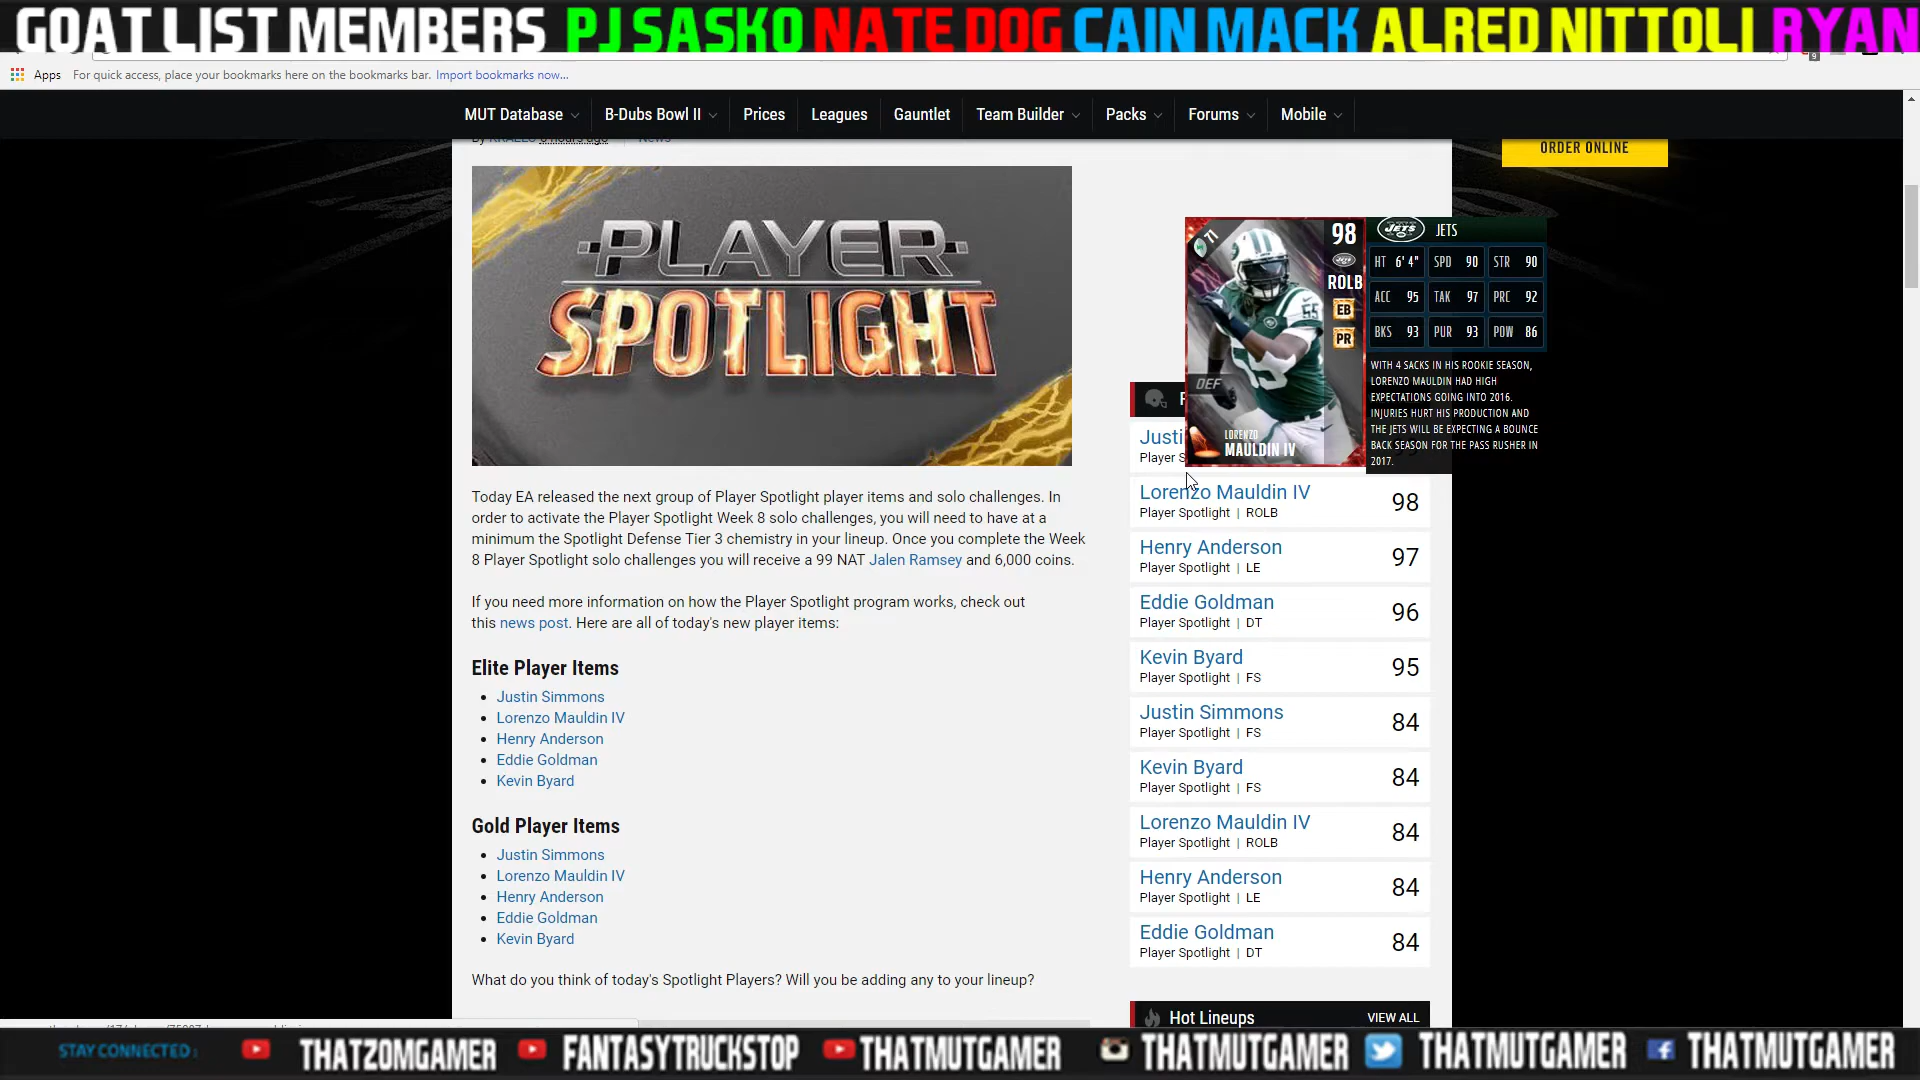 GOAT LIST MEMBERS PJ SASKO NATE DOG CAIN MACK ALRED NITTOLI RYAN
Apps For quick access, place your bookmarks here on the bookmarks bar. Import bookmarks now...
MUT Database B-Dubs Bowl II Prices Leagues Gauntlet Team Builder Packs Forums Mobile
ORDER ONLINE
PLAYER
SPOTLIGHT
Today EA released the next group of Player Spotlight player items and solo challenges. In
order to activate the Player Spotlight Week 8 solo challenges, you will need to have at a
minimum the Spotlight Defense Tier 3 chemistry in your lineup. Once you complete the Week
8 Player Spotlight solo challenges you will receive a 99 NAT Jalen Ramsey and 6,000 coins.
If you need more information on how the Player Spotlight program works, check out
this news post. Here are all of today's new player items:
Elite Player Items
Justin Simmons
Lorenzo Mauldin IV
Henry Anderson
Eddie Goldman
Kevin Byard
Gold Player Items
Justin Simmons
Lorenzo Mauldin IV
Henry Anderson
Eddie Goldman
Kevin Byard
What do you think of today's Spotlight Players? Will you be adding any to your lineup?
71
98
ROLB
EB
PR
DEF
LORENZO
MAULDIN IV
JETS JETS
HT 6' 4" SPD 90 STR 90
ACC 95 TAK 97 PRC 92
BKS 93 PUR 93 POW 86
WITH 4 SACKS IN HIS ROOKIE SEASON,
LORENZO MAULDIN HAD HIGH
EXPECTATIONS GOING INTO 2016.
INJURIES HURT HIS PRODUCTION AND
THE JETS WILL BE EXPECTING A BOUNCE
BACK SEASON FOR THE PASS RUSHER IN
2017.
Justi
Player S
Lorenzo Mauldin IV 98
Player Spotlight | ROLB
Henry Anderson 97
Player Spotlight | LE
Eddie Goldman 96
Player Spotlight | DT
Kevin Byard 95
Player Spotlight | FS
Justin Simmons 84
Player Spotlight | FS
Kevin Byard 84
Player Spotlight | FS
Lorenzo Mauldin IV 84
Player Spotlight | ROLB
Henry Anderson 84
Player Spotlight | LE
Eddie Goldman 84
Player Spotlight | DT
Hot Lineups VIEW ALL
STAY CONNECTED: THATZOMGAMER FANTASYTRUCKSTOP THATMUTGAMER THATMUTGAMER THATMUTGAMER THATMUTGAMER